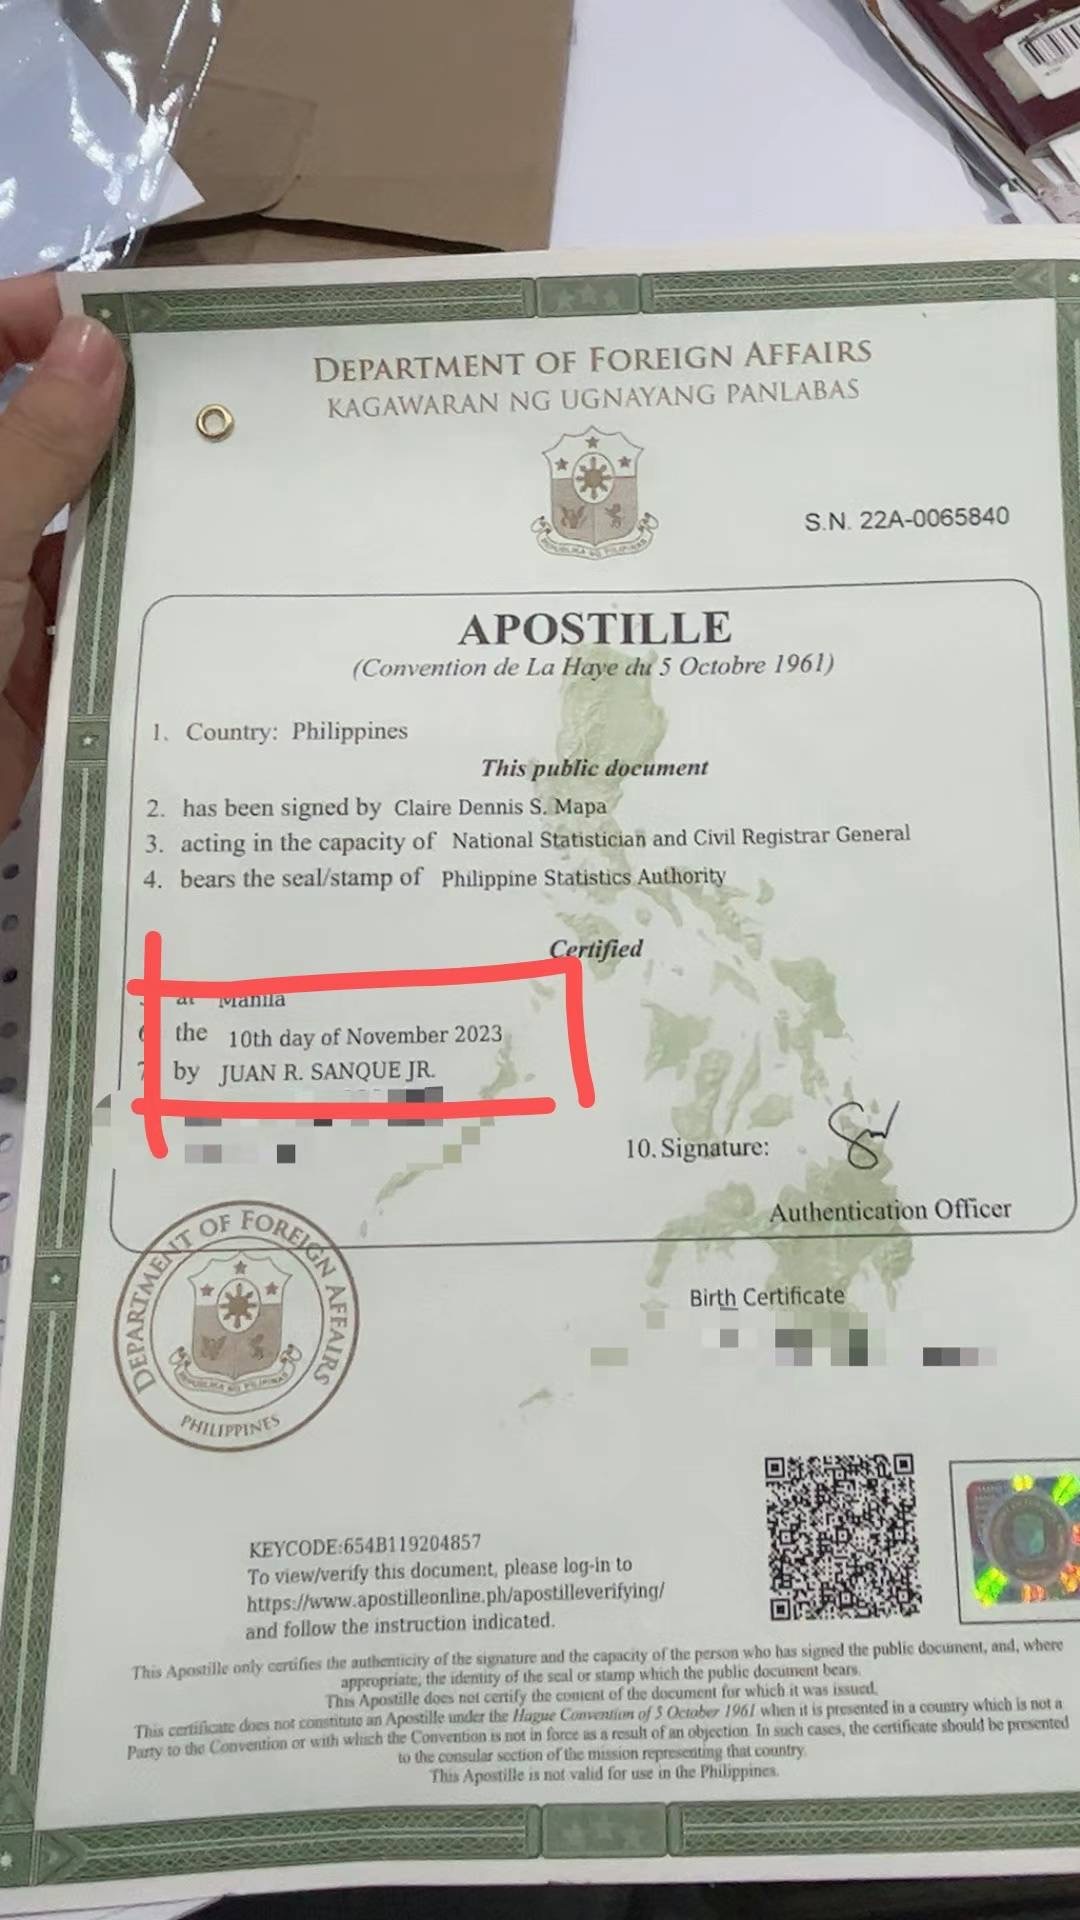 DEPARTMENT OF FOREIGN AFFAIRS
KAGAWARAN NG UGNAYANG PANLABAS
REPUBLIKA NG PILIPINAS
S.N. 22A-0065840
APOSTILLE
(Convention de La Haye du 5 Octobre 1961)
1. Country: Philippines
This public document
2. has been signed by Claire Dennis S. Mapa
3. acting in the capacity of National Statistician and Civil Registrar General
4. bears the seal/stamp of Philippine Statistics Authority
Certified
at Manila
the 10th day of November 2023
by JUAN R. SANQUE JR.
10. Signature:
Authentication Officer
DEPARTMENT OF FOREIGN AFFAIRS
REPUBLIKA NG PILIPINAS
PHILIPPINES
Birth Certificate
KEYCODE:654B119204857
To view/verify this document, please log-in to
https://www.apostilleonline.ph/apostilleverifying/
and follow the instruction indicated.
This Apostille only certifies the authenticity of the signature and the capacity of the person who has signed the public document, and, where
appropriate, the identity of the seal or stamp which the public document bears.
This Apostille does not certify the content of the document for which it was issued.
This certificate does not constitute an Apostille under the Hague Convention of 5 October 1961 when it is presented in a country which is not a
Party to the Convention or with which the Convention is not in force as a result of an objection. In such cases, the certificate should be presented
to the consular section of the mission representing that country.
This Apostille is not valid for use in the Philippines.